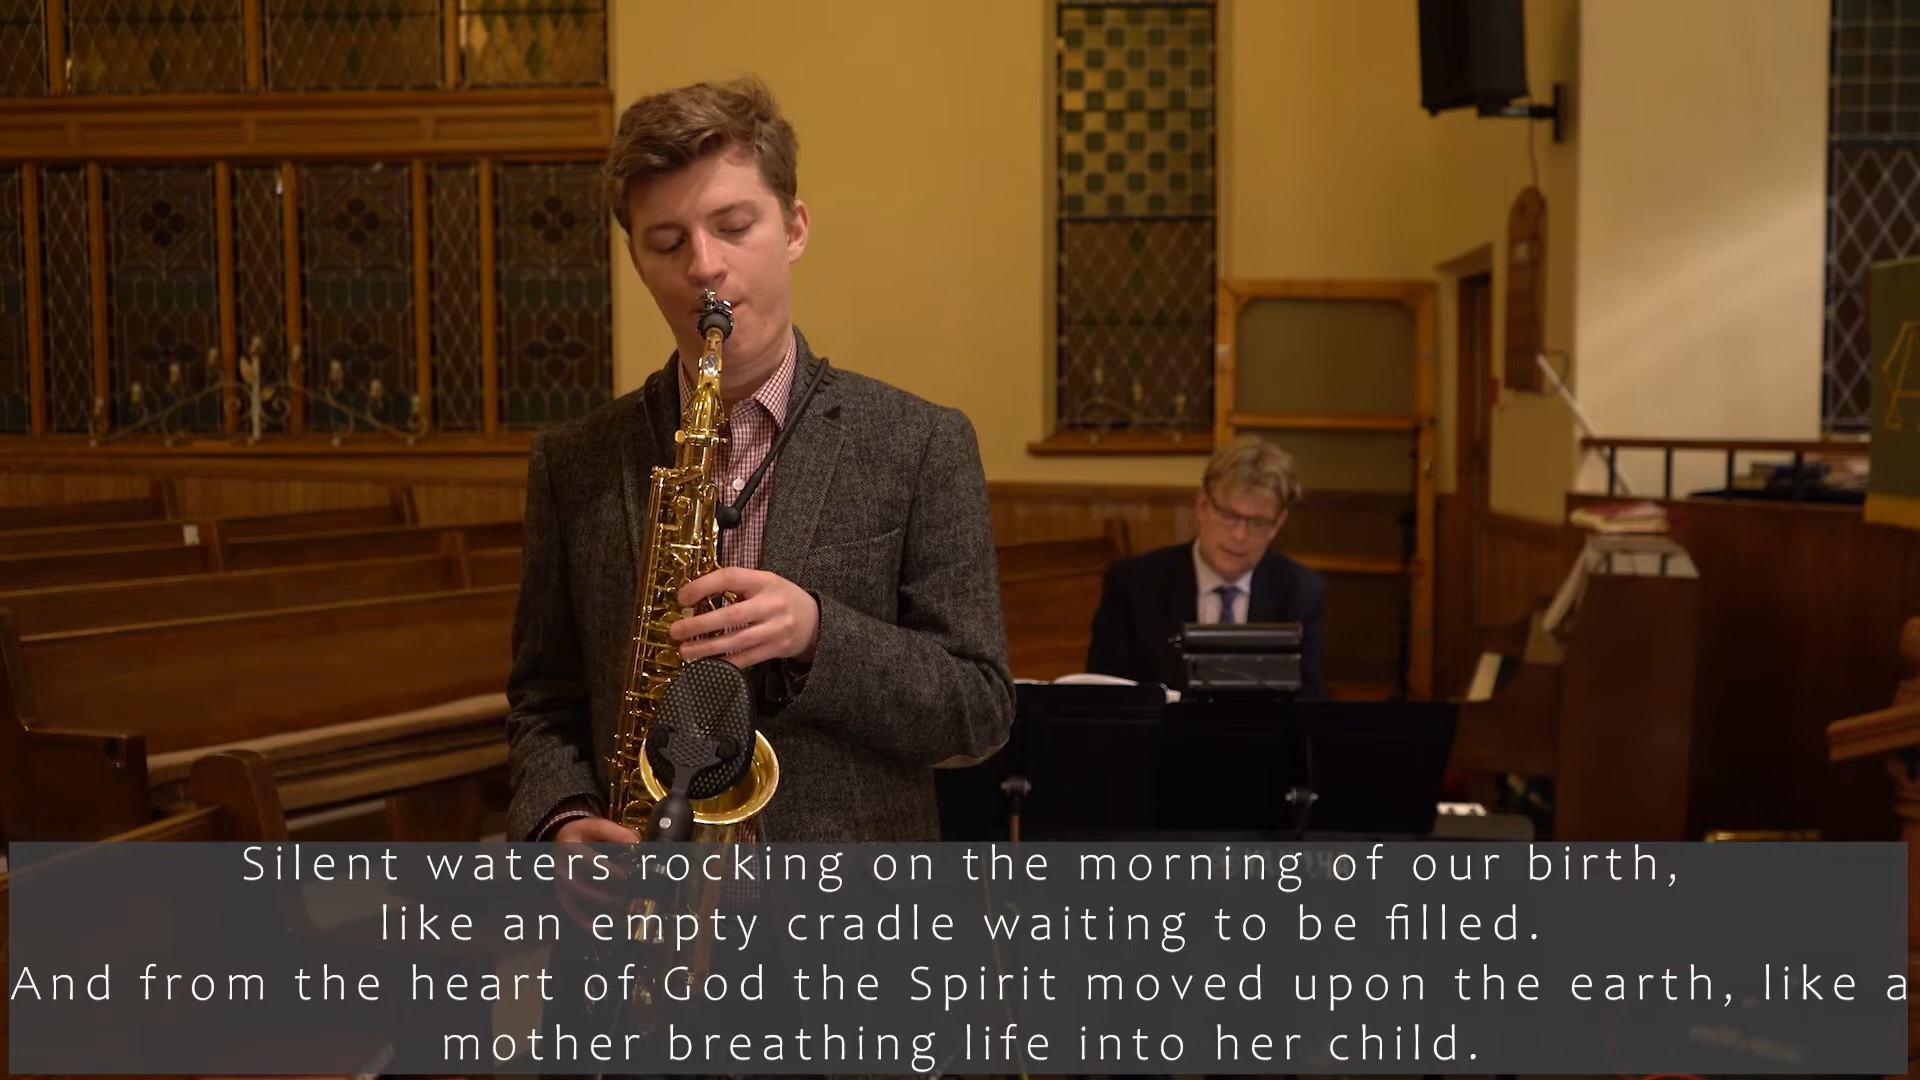 Silent waters rocking on the morning of our birth,
like an empty cradle waiting to be filled.
And from the heart of God the Spirit moved upon the earth, like a
mother breathing life into her child.